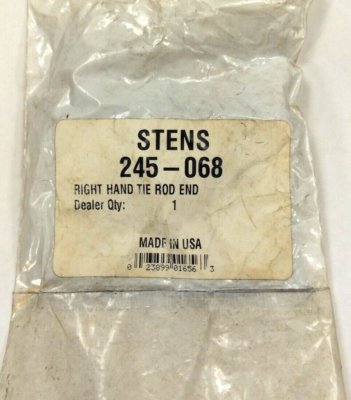 STENS
245-068
RIGHT HAND TIE ROD END
Dealer Qty: 1
MADE IN USA
0 23899 01656 3